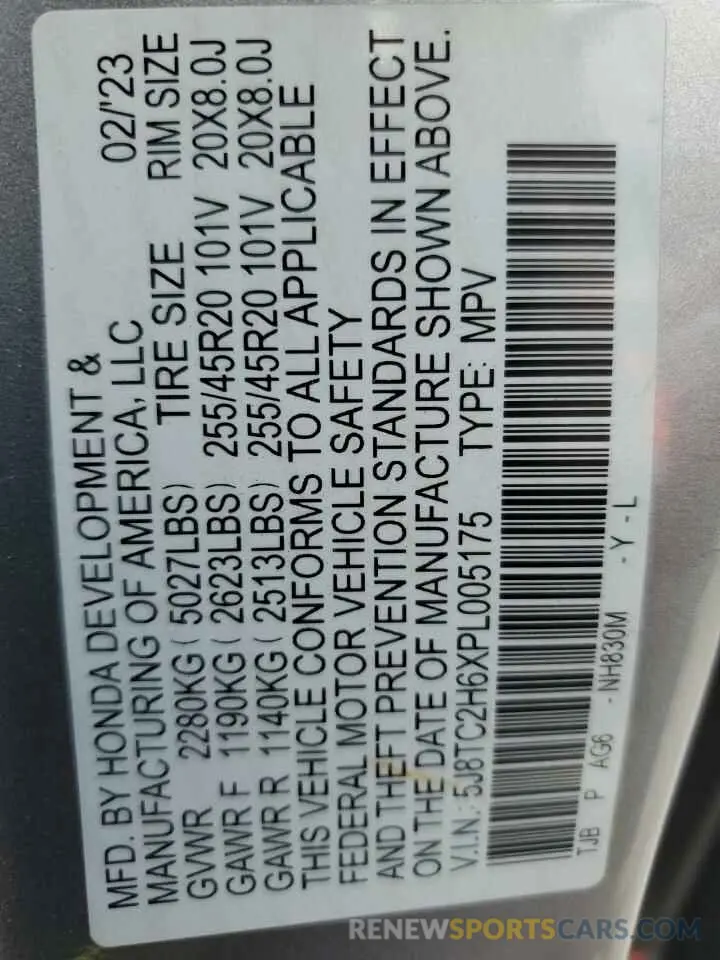 MFD. BY HONDA DEVELOPMENT &
MANUFACTURING OF AMERICA, LLC 02/'23
GVWR 2280KG ( 5027LBS) TIRE SIZE RIM SIZE
GAWR F 1190KG ( 2623LBS) 255/45R20 101V 20X8.0J
GAWR R 1140KG ( 2513LBS) 255/45R20 101V 20X8.0J
THIS VEHICLE CONFORMS TO ALL APPLICABLE
FEDERAL MOTOR VEHICLE SAFETY
AND THEFT PREVENTION STANDARDS IN EFFECT
ON THE DATE OF MANUFACTURE SHOWN ABOVE.
V.I.N.: 5J8TC2H6XPL005175 TYPE: MPV
TJB P AG6 -NH830M -Y-L
RENEWSPORTSCARS.COM